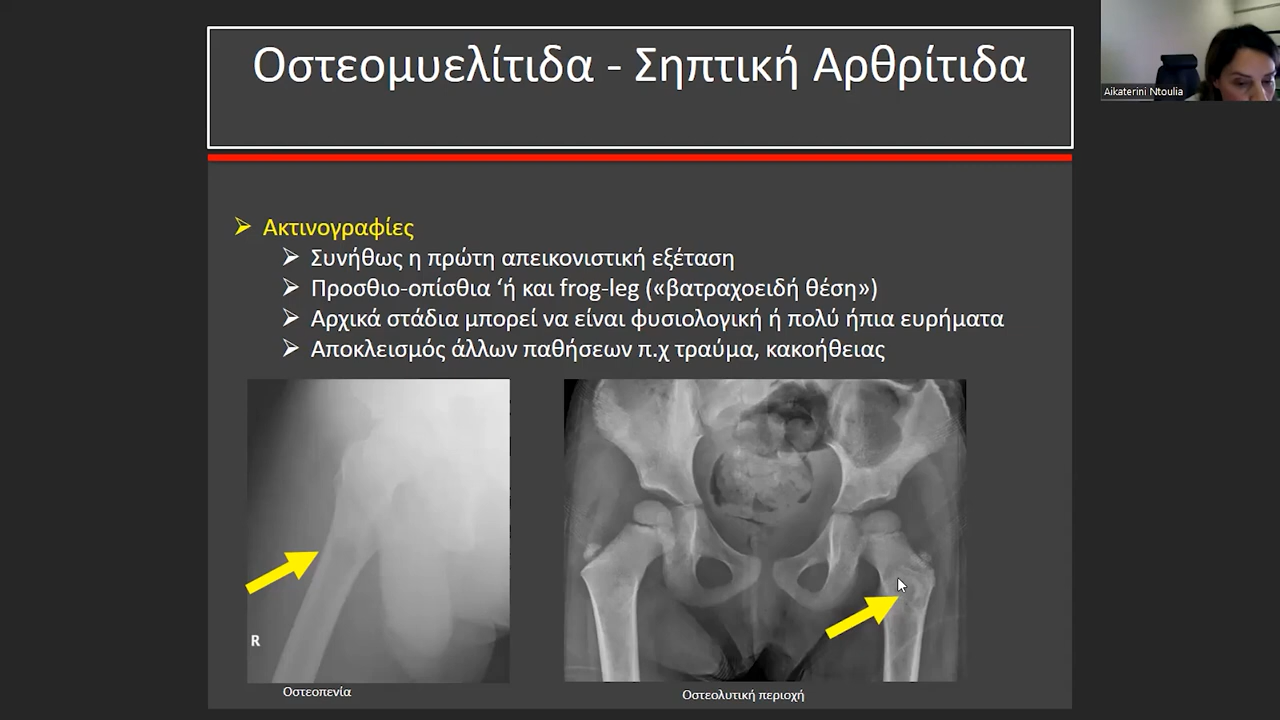 Οστεομυελίτιδα - Σηπτική Αρθρίτιδα
Aikaterini Ntoulia
Ακτινογραφίες
Συνήθως η πρώτη απεικονιστική εξέταση
Προσθιο-οπίσθια ‘ή και frog-leg («βατραχοειδή θέση»)
Αρχικά στάδια μπορεί να είναι φυσιολογική ή πολύ ήπια ευρήματα
Αποκλεισμός άλλων παθήσεων π.χ τραύμα, κακοήθειας
R
Οστεοπενία
Οστεολυτική περιοχή